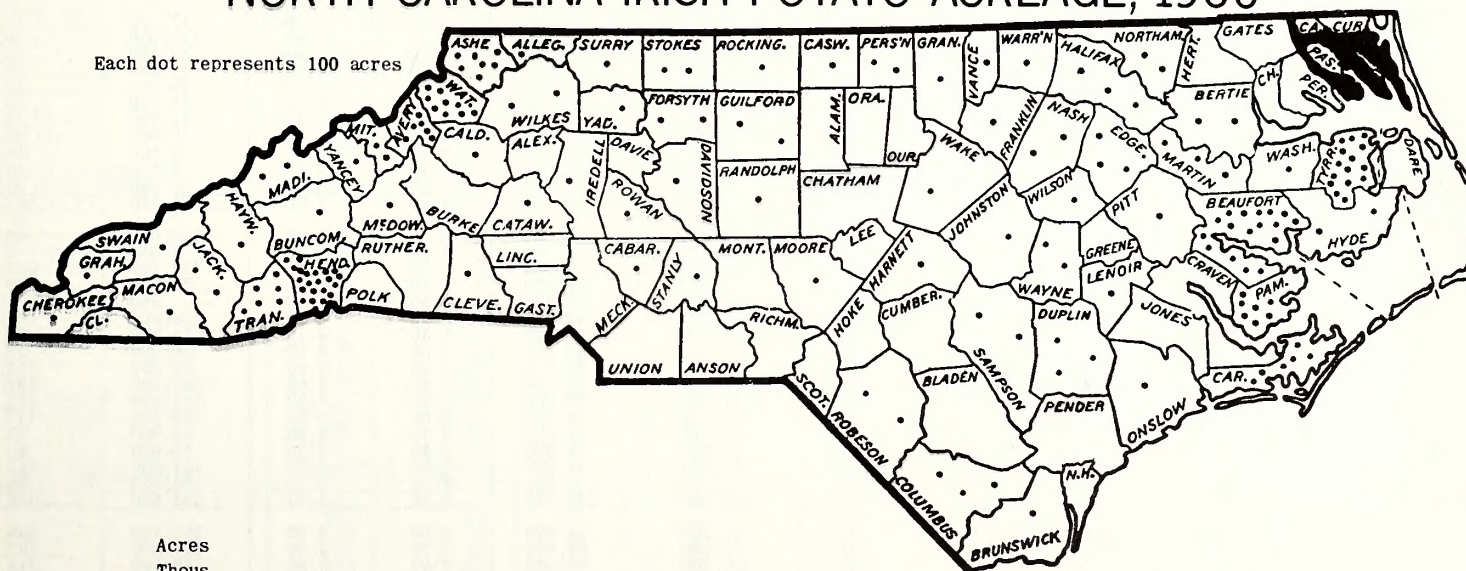 NORTH CAROLINA IRISH POTATO ACREAGE,
Each dot represents 100 acres
ASHE ALLEG. SURRY STOKES ROCKING. CASW. PERS'N GRAN. VANCE WARR'N HALIFAX NORTHAM. HERT. GATES CA. CUR.
PAS. PER. CH. BERTIE
WAT. AVERY MIT. WILKES YAD. FORSYTH GUILFORD ALAM. ORA. DUR. FRANKLIN NASH EDGE. MARTIN WASH. TYRR. DARE
YANCEY CALD. ALEX. IREDELL DAVIE DAVIDSON RANDOLPH CHATHAM WAKE WILSON PITT BEAUFORT HYDE
MADI. HAYW. BUNCOM. McDOW. BURKE CATAW. ROWAN JOHNSTON GREENE
SWAIN GRAH. JACK. HEND. RUTHER. LINC. CABAR. STANLY MONT. MOORE LEE HARNETT WAYNE LENOIR CRAVEN PAM.
CHEROKEE MACON CL. TRAN. POLK CLEVE. GAST. MECK. RICHM. HOKE CUMBER. SAMPSON DUPLIN JONES CAR.
UNION ANSON SCOT. ROBESON BLADEN PENDER ONSLOW
COLUMBUS N.H.
BRUNSWICK
Acres
Thous.